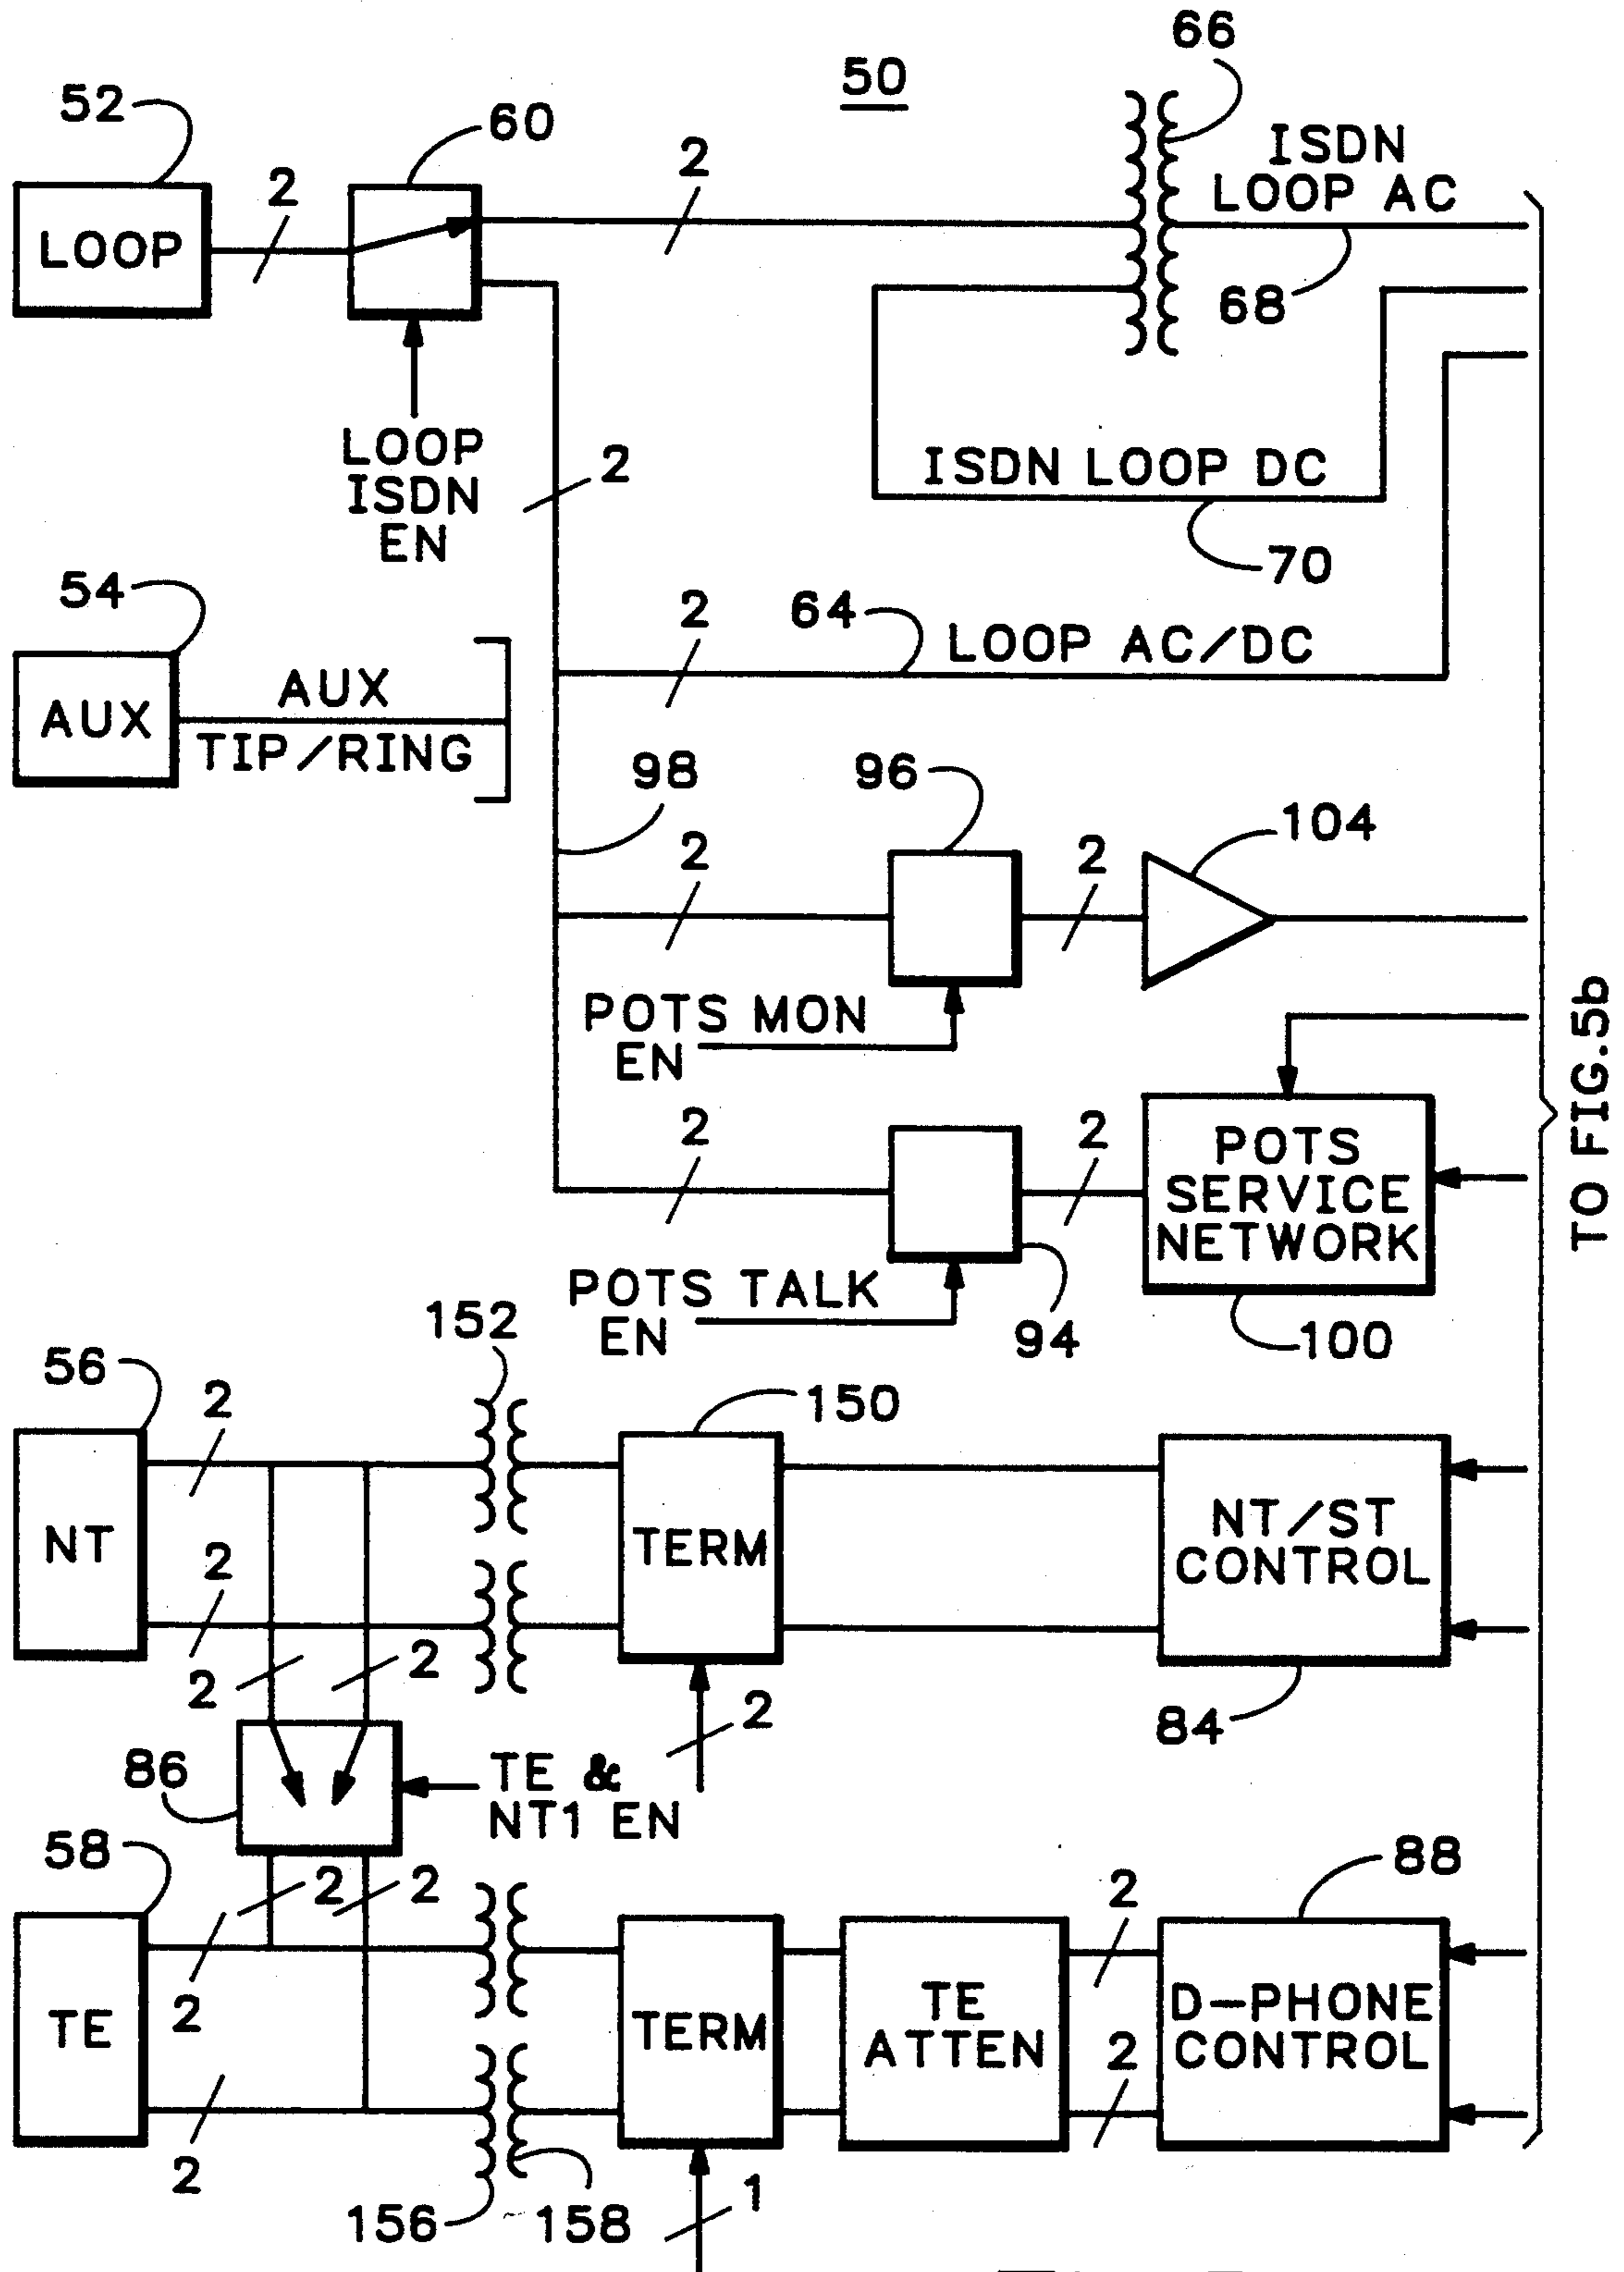 66
50
52
60
2
2
ISDN
LOOP AC
LOOP
68
LOOP
ISDN
EN
2
ISDN LOOP DC
70
54
2
64
LOOP AC/DC
AUX
AUX
TIP/RING
98
96
104
2
2
POTS MON
EN
2
2
POTS
SERVICE
NETWORK
POTS TALK
EN
94
100
TO FIG.5b
152
56
2
150
NT
2
TERM
NT/ST
CONTROL
2
2
2
84
86
TE &
NT1 EN
58
2
2
2
88
TE
2
TERM
TE
ATTEN
2
D-PHONE
CONTROL
2
156
158
1